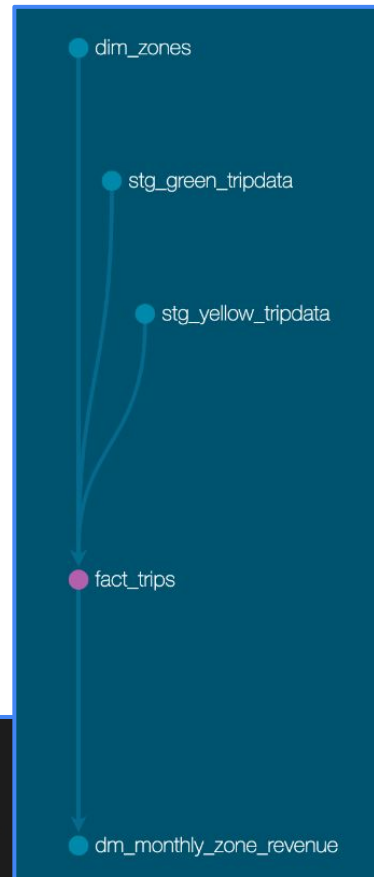 dim_zones
stg_green_tripdata
stg_yellow_tripdata
fact_trips
dm_monthly_zone_revenue